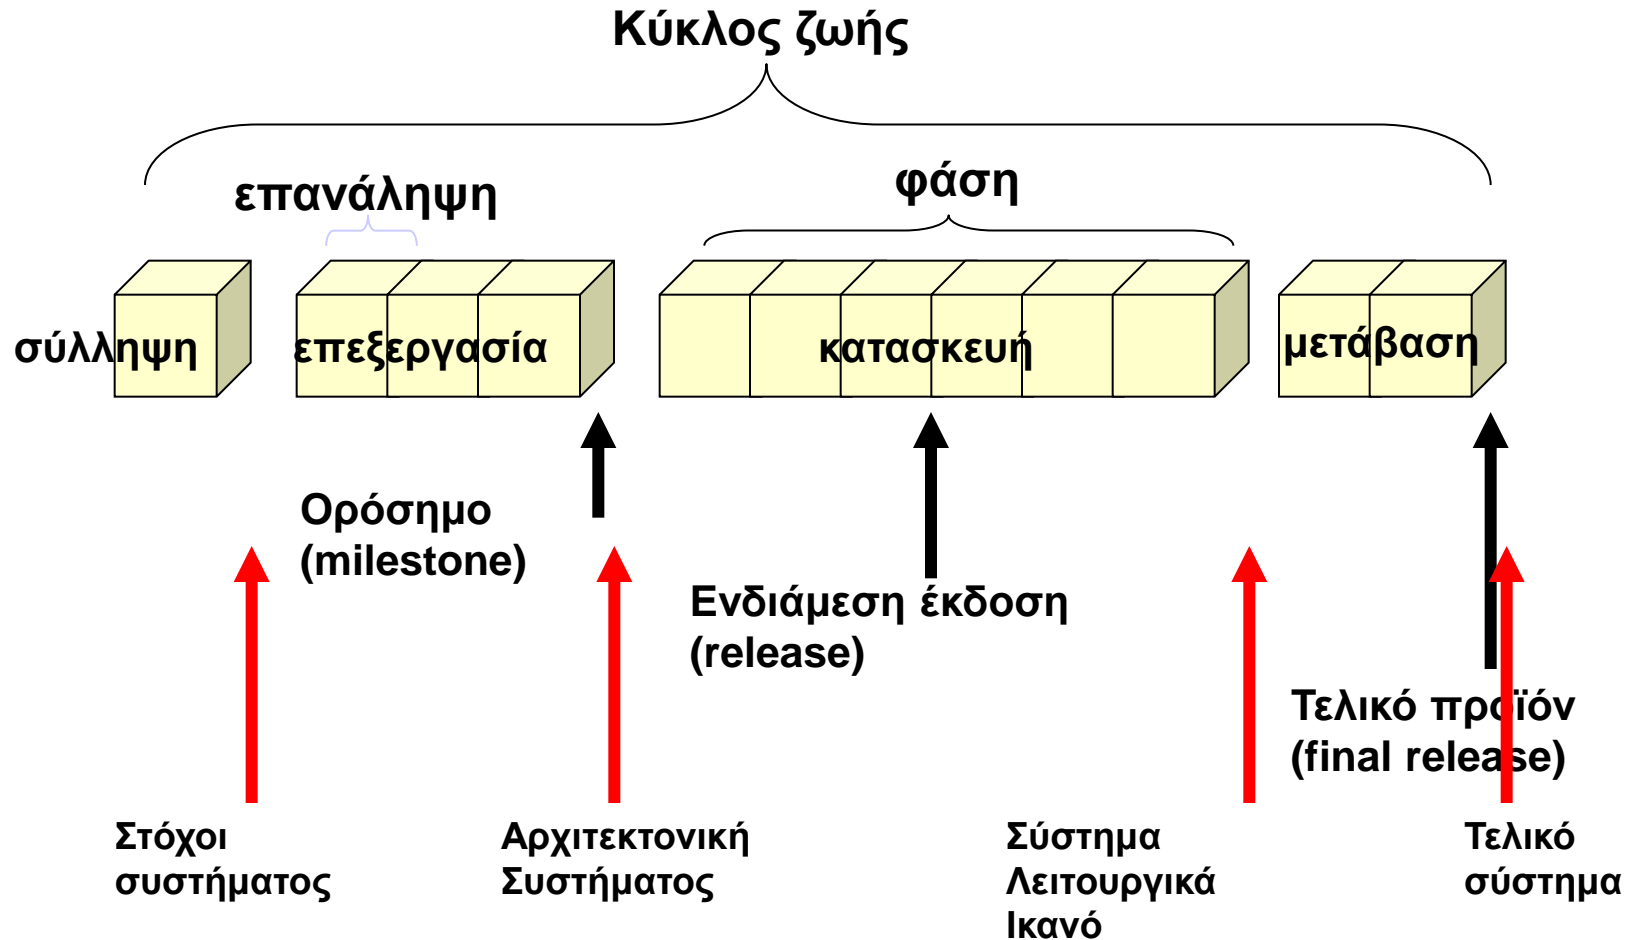 Κύκλος ζωής
επανάληψη
φάση
σύλληψη
επεξεργασία
κατασκευή
μετάβαση
Ορόσημο
(milestone)
Ενδιάμεση έκδοση
(release)
Τελικό προϊόν
(final release)
Στόχοι
συστήματος
Αρχιτεκτονική
Συστήματος
Σύστημα
Λειτουργικά
Ικανό
Τελικό
σύστημα